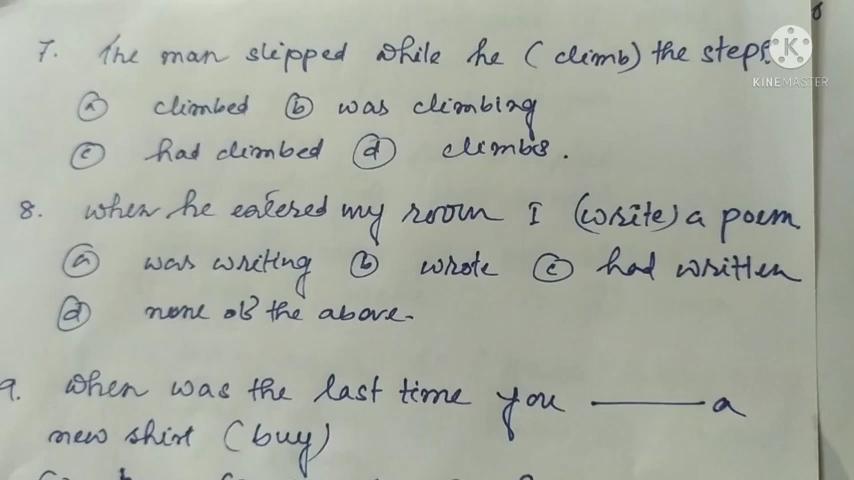 7. The man slipped while he (climb) the steps.
K
KINEMASTER
(a) climbed (b) was climbing
(c) had climbed (d) climbs.
8. when he entered my room I (write) a poem.
(a) was writing (b) wrote (c) had written
(d) none of the above.
9. when was the last time you ——— a
new shirt (buy)